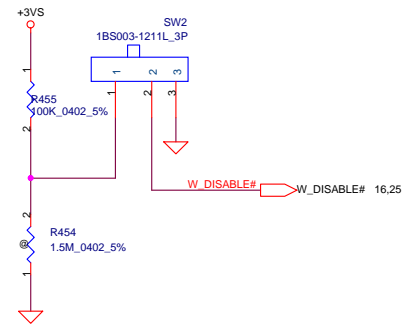 +3VS
SW2
1BS003-1211L_3P
1 2 3
1 2 3
1
R455
100K_0402_5%
2
W_DISABLE#
W_DISABLE# 16,25
2
R454
@
1.5M_0402_5%
1